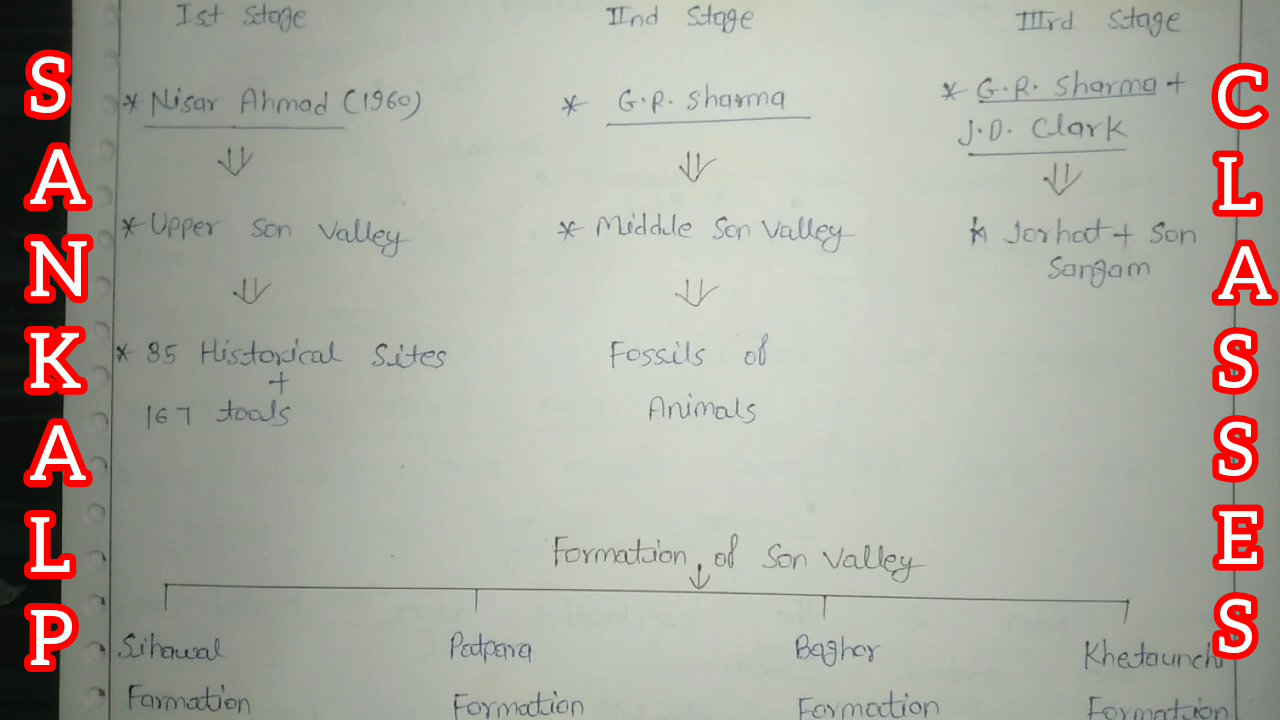 Ist Stage
IInd Stage
IIIrd Stage
* Nisar Ahmad (1960)
* G.R. Sharma
* G.R. Sharma +
J.D. Clark
* Upper Son Valley
* Middle Son Valley
* Jorhat + Son
Sangam
* 85 Historical Sites
+
167 tools
Fossils of
Animals
Formation of Son Valley
Sihawal
Formation
Patpara
Formation
Baghor
Formation
Khetaunchi
Formation
SANKALP
CLASSES